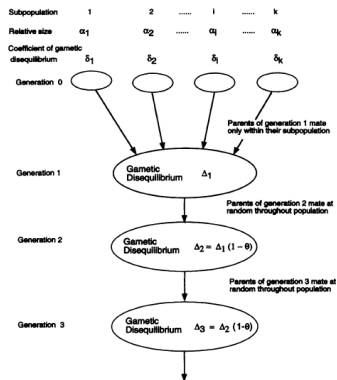 Subpopulation 1 2 ...... i ...... k
Relative size α1 α2 ...... αi ...... αk
Coefficient of gametic
disequilibrium δ1 δ2 δi δk
Generation 0
Parents of generation 1 mate
only within their subpopulation
Generation 1
Gametic
Disequilibrium Δ1
Parents of generation 2 mate at
random throughout population
Generation 2
Gametic
Disequilibrium Δ2 = Δ1 (1 – θ)
Parents of generation 3 mate at
random throughout population
Generation 3
Gametic
Disequilibrium Δ3 = Δ2 (1-θ)